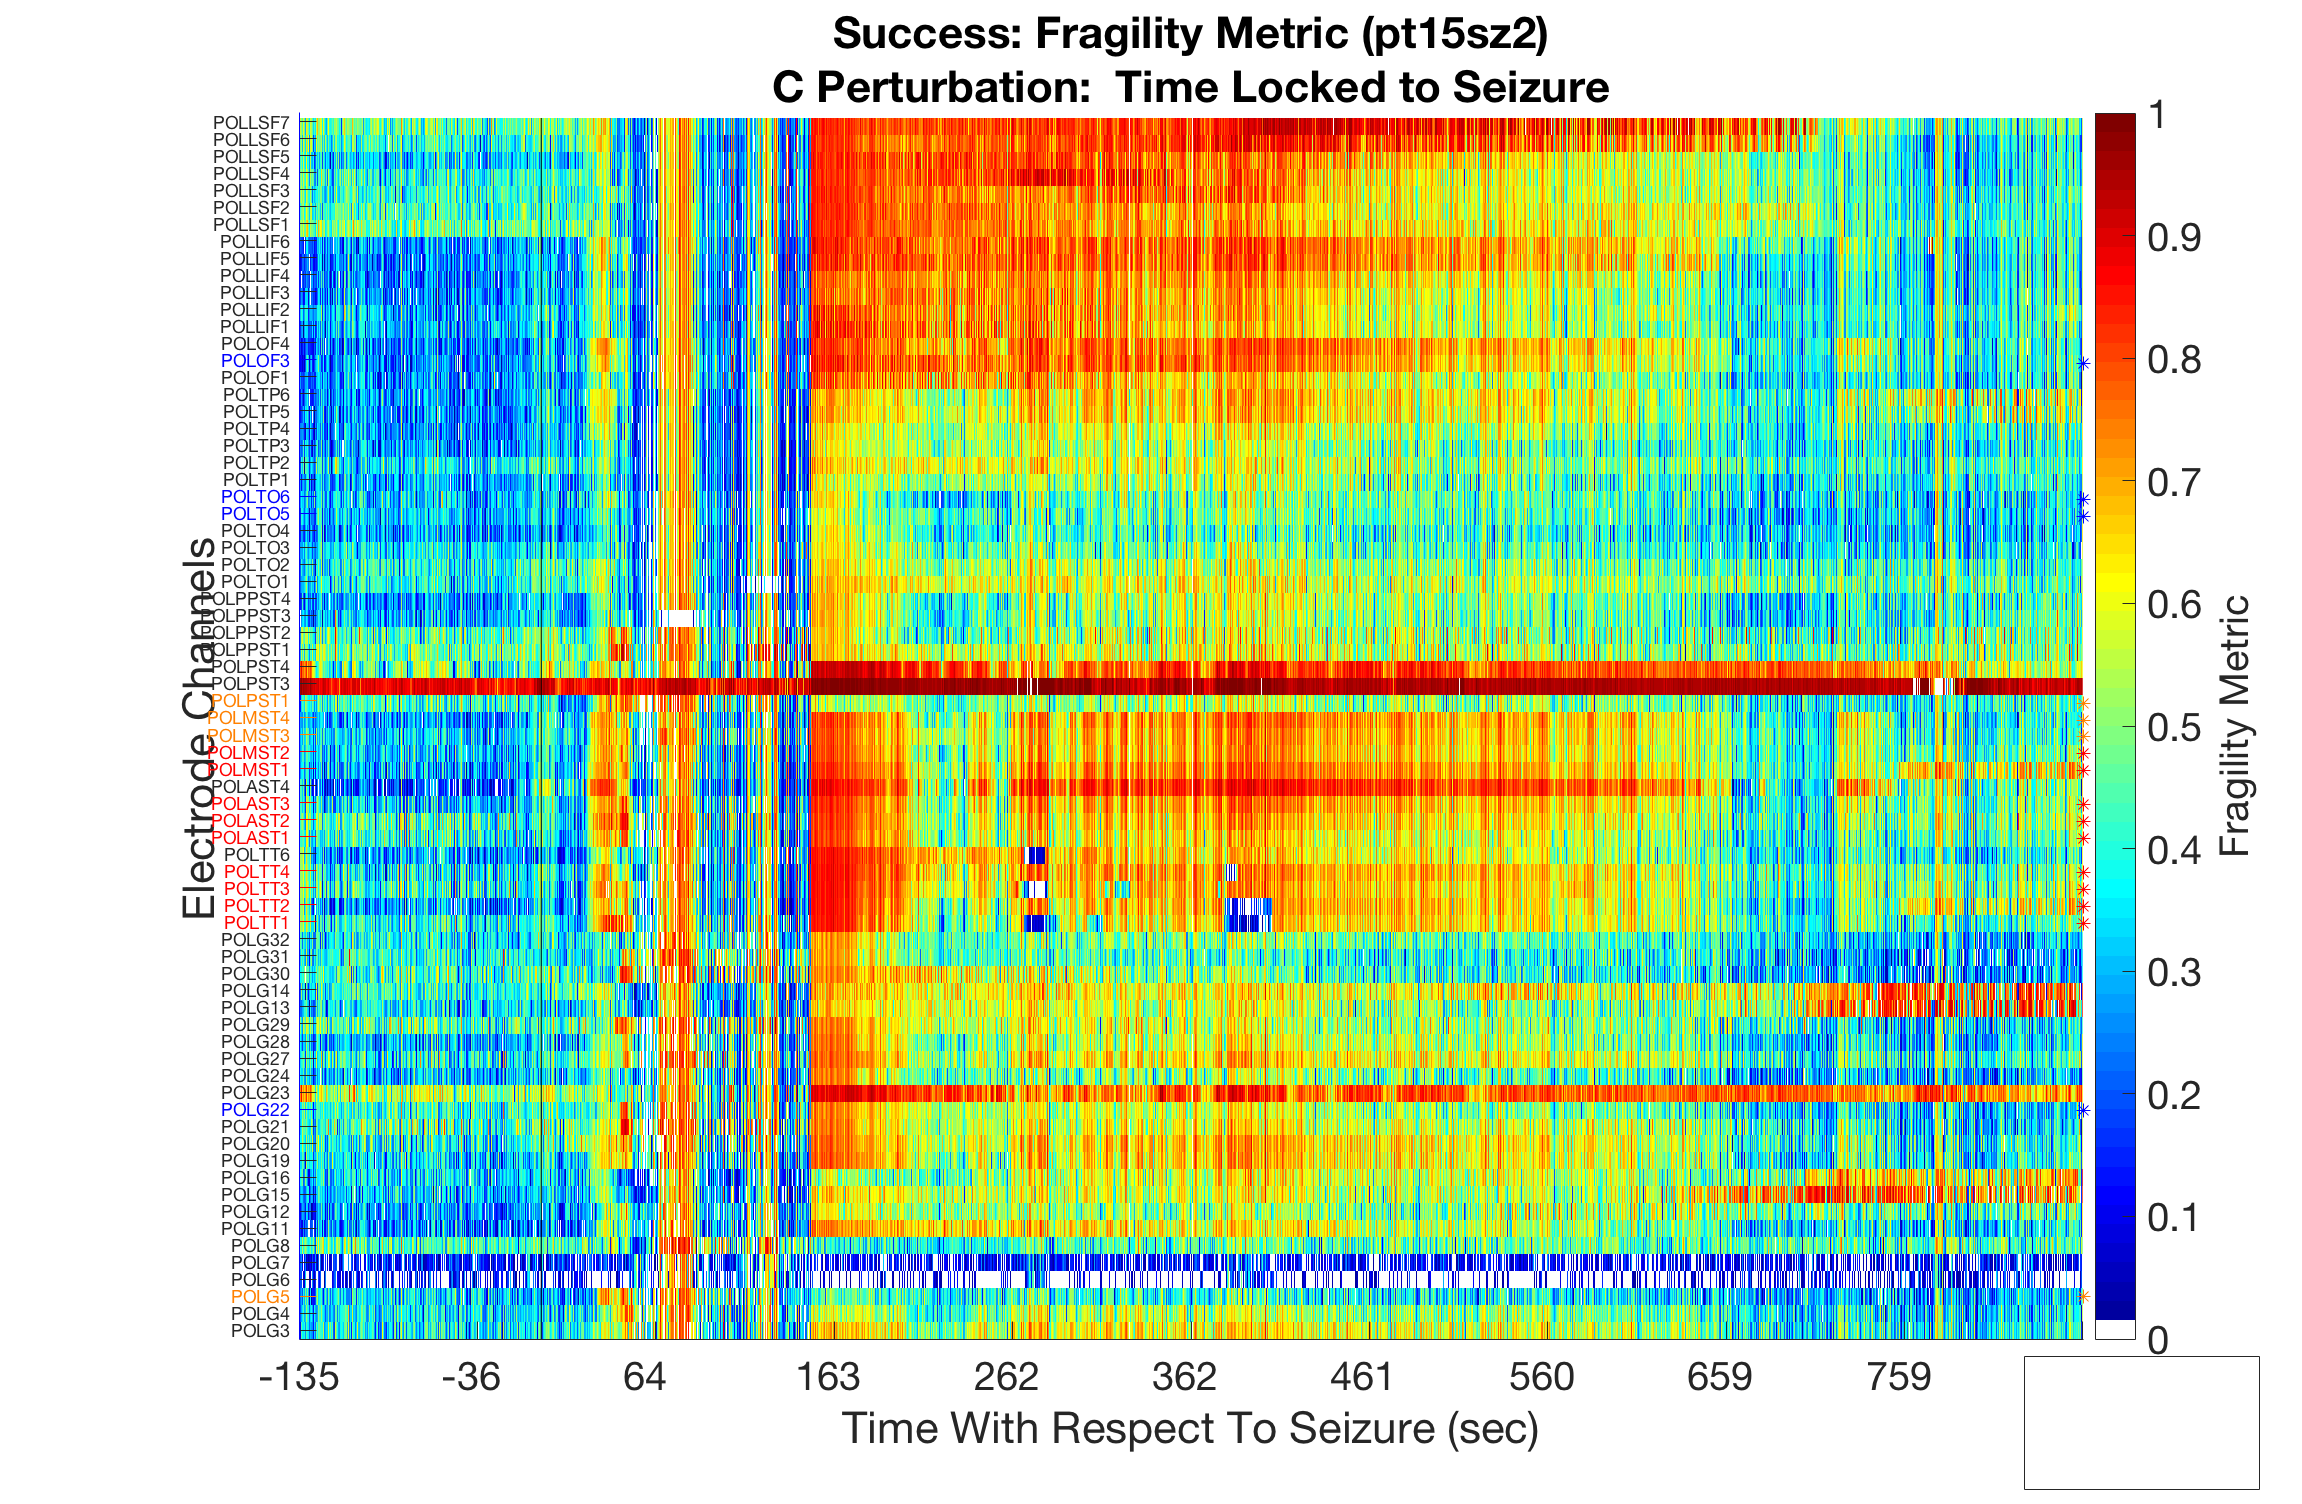 Success: Fragility Metric (pt15sz2)
C Perturbation:  Time Locked to Seizure
Electrode Channels
POLLSF7
POLLSF6
POLLSF5
POLLSF4
POLLSF3
POLLSF2
POLLSF1
POLLIF6
POLLIF5
POLLIF4
POLLIF3
POLLIF2
POLLIF1
POLOF4
POLOF3
POLOF1
POLTP6
POLTP5
POLTP4
POLTP3
POLTP2
POLTP1
POLTO6
POLTO5
POLTO4
POLTO3
POLTO2
POLTO1
POLPPST4
POLPPST3
POLPPST2
POLPPST1
POLPST4
POLPST3
POLPST1
POLMST4
POLMST3
POLMST2
POLMST1
POLAST4
POLAST3
POLAST2
POLAST1
POLTT6
POLTT4
POLTT3
POLTT2
POLTT1
POLG32
POLG31
POLG30
POLG14
POLG13
POLG29
POLG28
POLG27
POLG24
POLG23
POLG22
POLG21
POLG20
POLG19
POLG16
POLG15
POLG12
POLG11
POLG8
POLG7
POLG6
POLG5
POLG4
POLG3
-135 -36 64 163 262 362 461 560 659 759
Time With Respect To Seizure (sec)
1
0.9
0.8
0.7
0.6
0.5
0.4
0.3
0.2
0.1
0
Fragility Metric